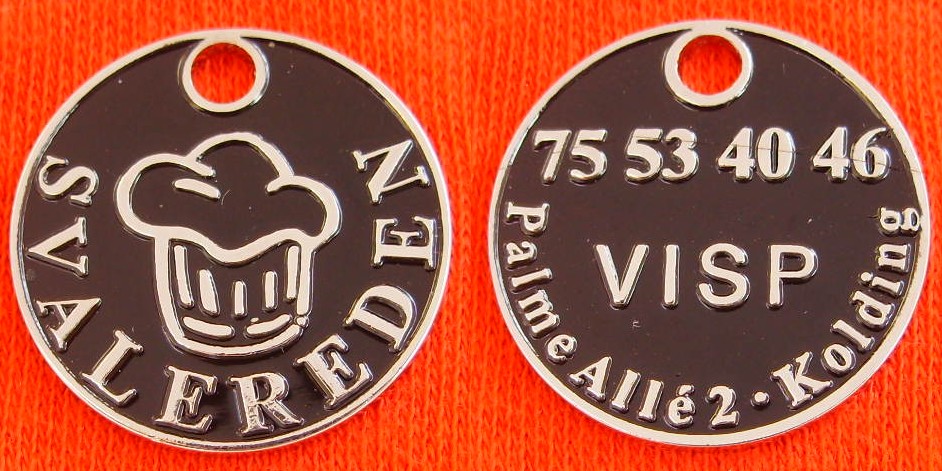 SVALEREDEN
75 53 40 46
VISP
Palme Allé 2 · Kolding